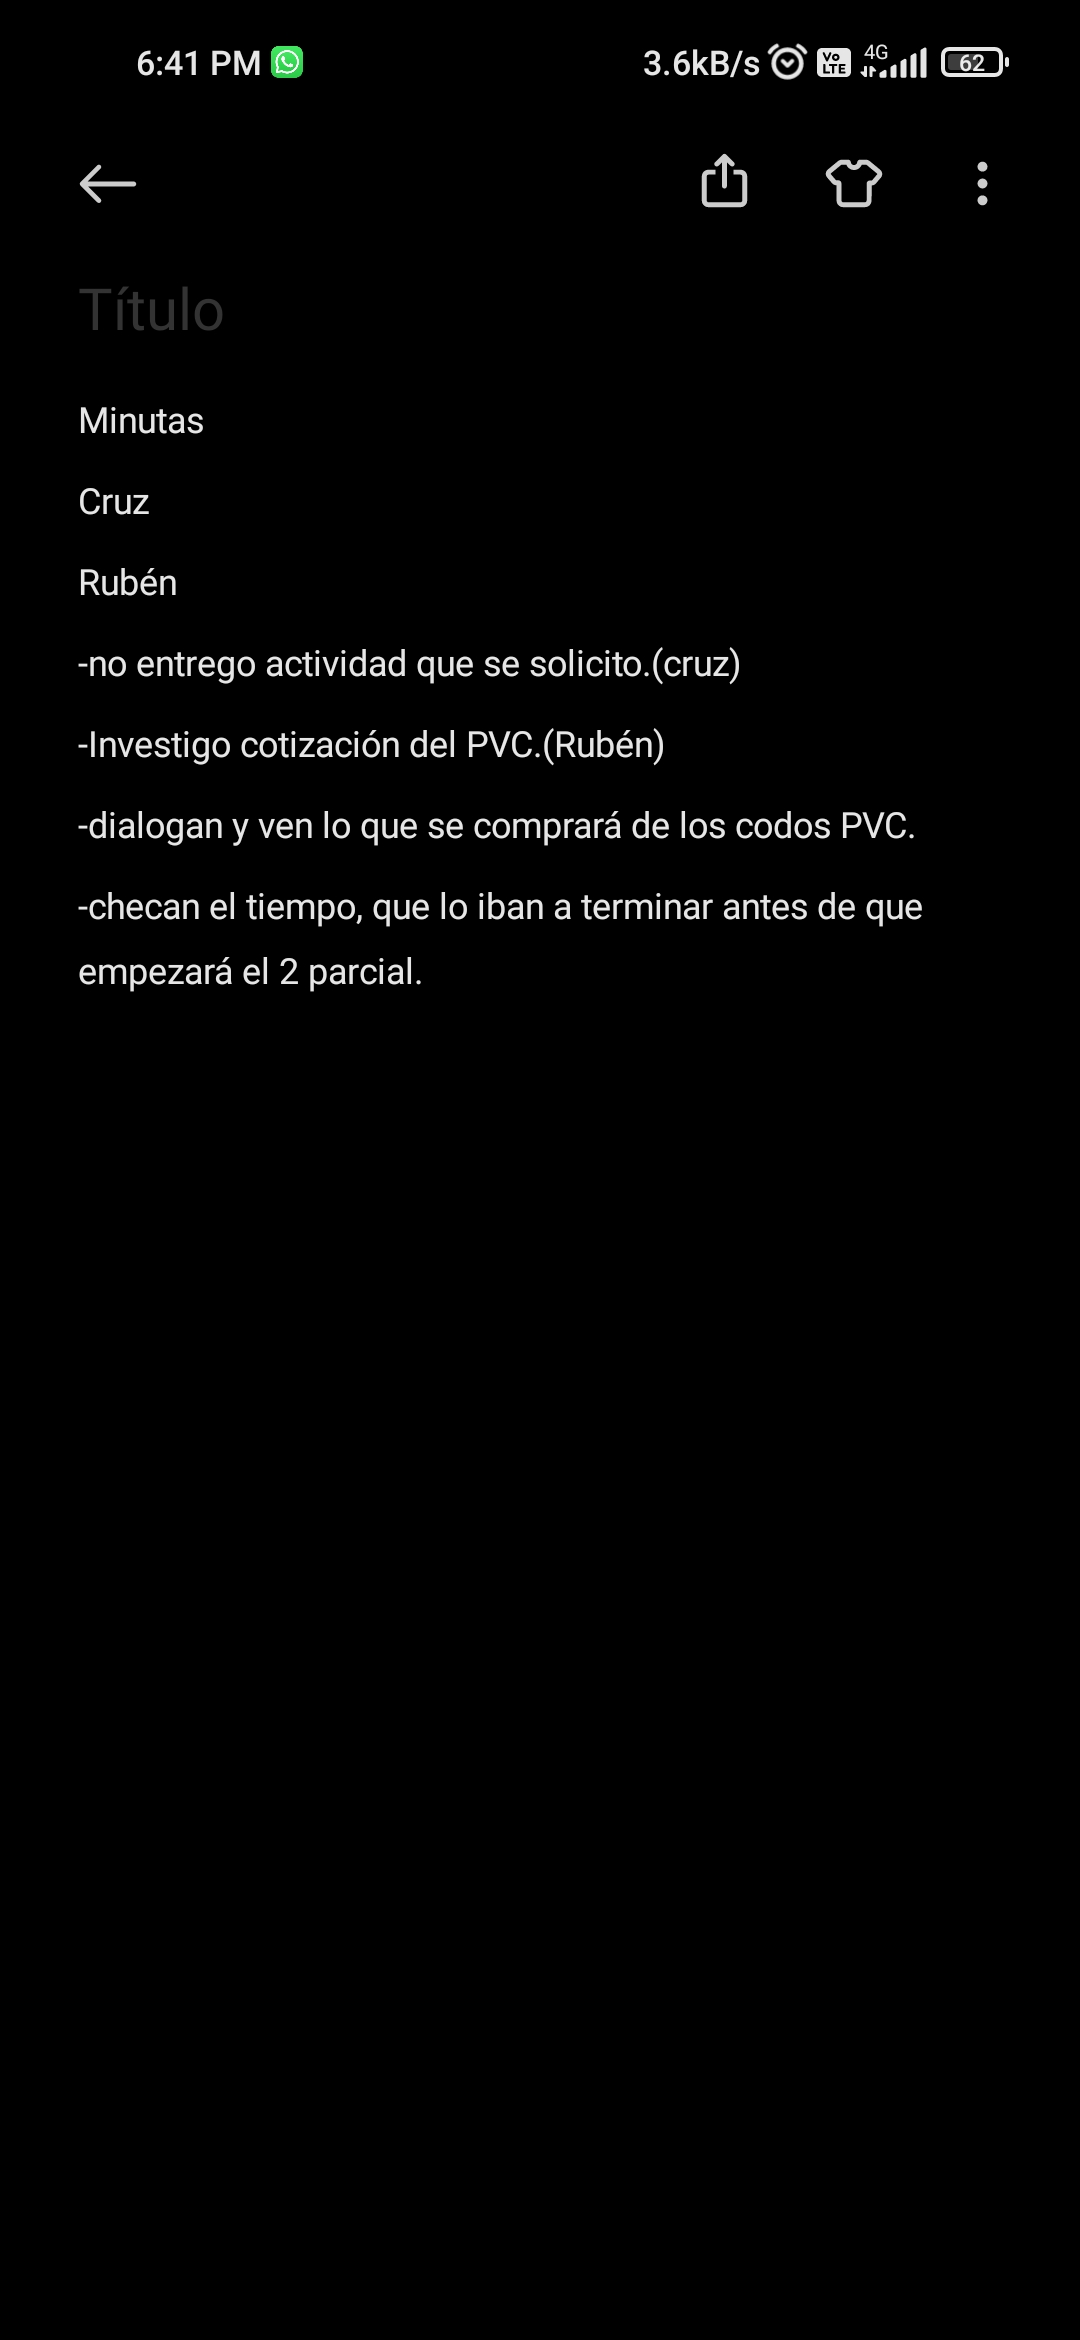 6:41 PM 3.6kB/s Vo LTE 4G 62
Título
Minutas
Cruz
Rubén
-no entrego actividad que se solicito.(cruz)
-Investigo cotización del PVC.(Rubén)
-dialogan y ven lo que se comprará de los codos PVC.
-checan el tiempo, que lo iban a terminar antes de que
empezará el 2 parcial.